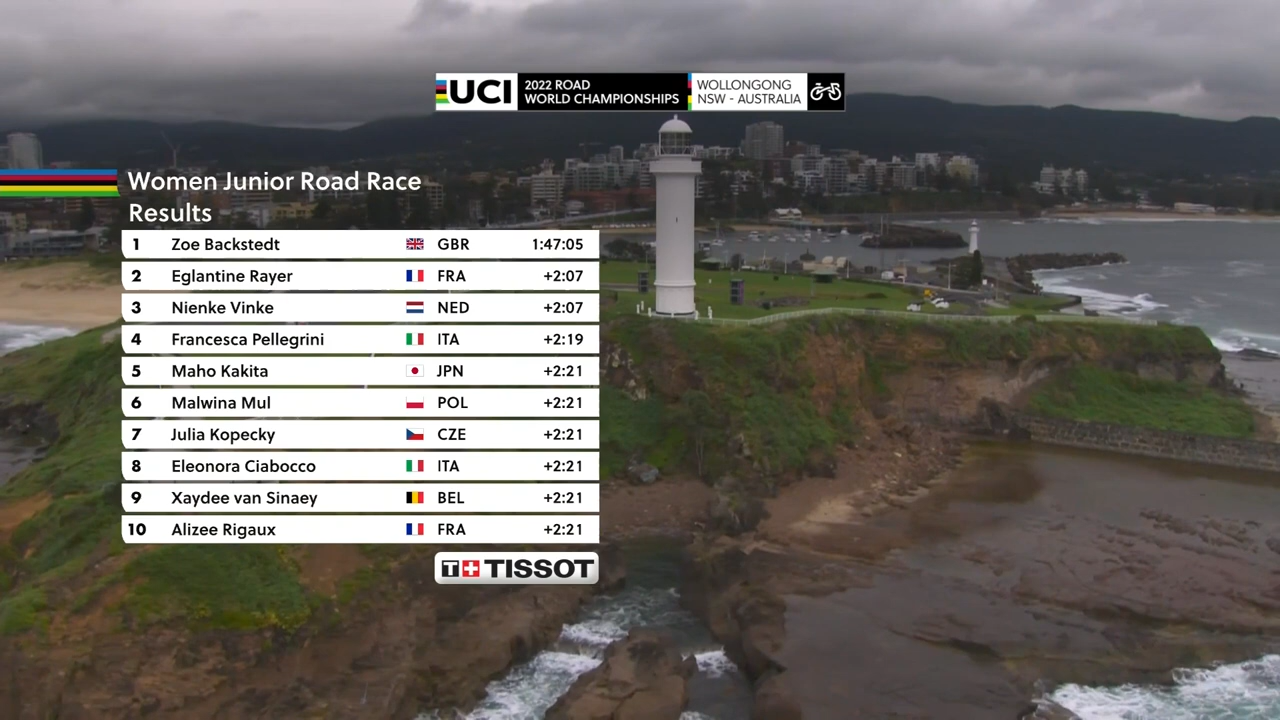 UCI
2022 ROAD
WORLD CHAMPIONSHIPS
WOLLONGONG
NSW - AUSTRALIA
Women Junior Road Race
Results
1 Zoe Backstedt GBR 1:47:05
2 Eglantine Rayer FRA +2:07
3 Nienke Vinke NED +2:07
4 Francesca Pellegrini ITA +2:19
5 Maho Kakita JPN +2:21
6 Malwina Mul POL +2:21
7 Julia Kopecky CZE +2:21
8 Eleonora Ciabocco ITA +2:21
9 Xaydee van Sinaey BEL +2:21
10 Alizee Rigaux FRA +2:21
T+ TISSOT